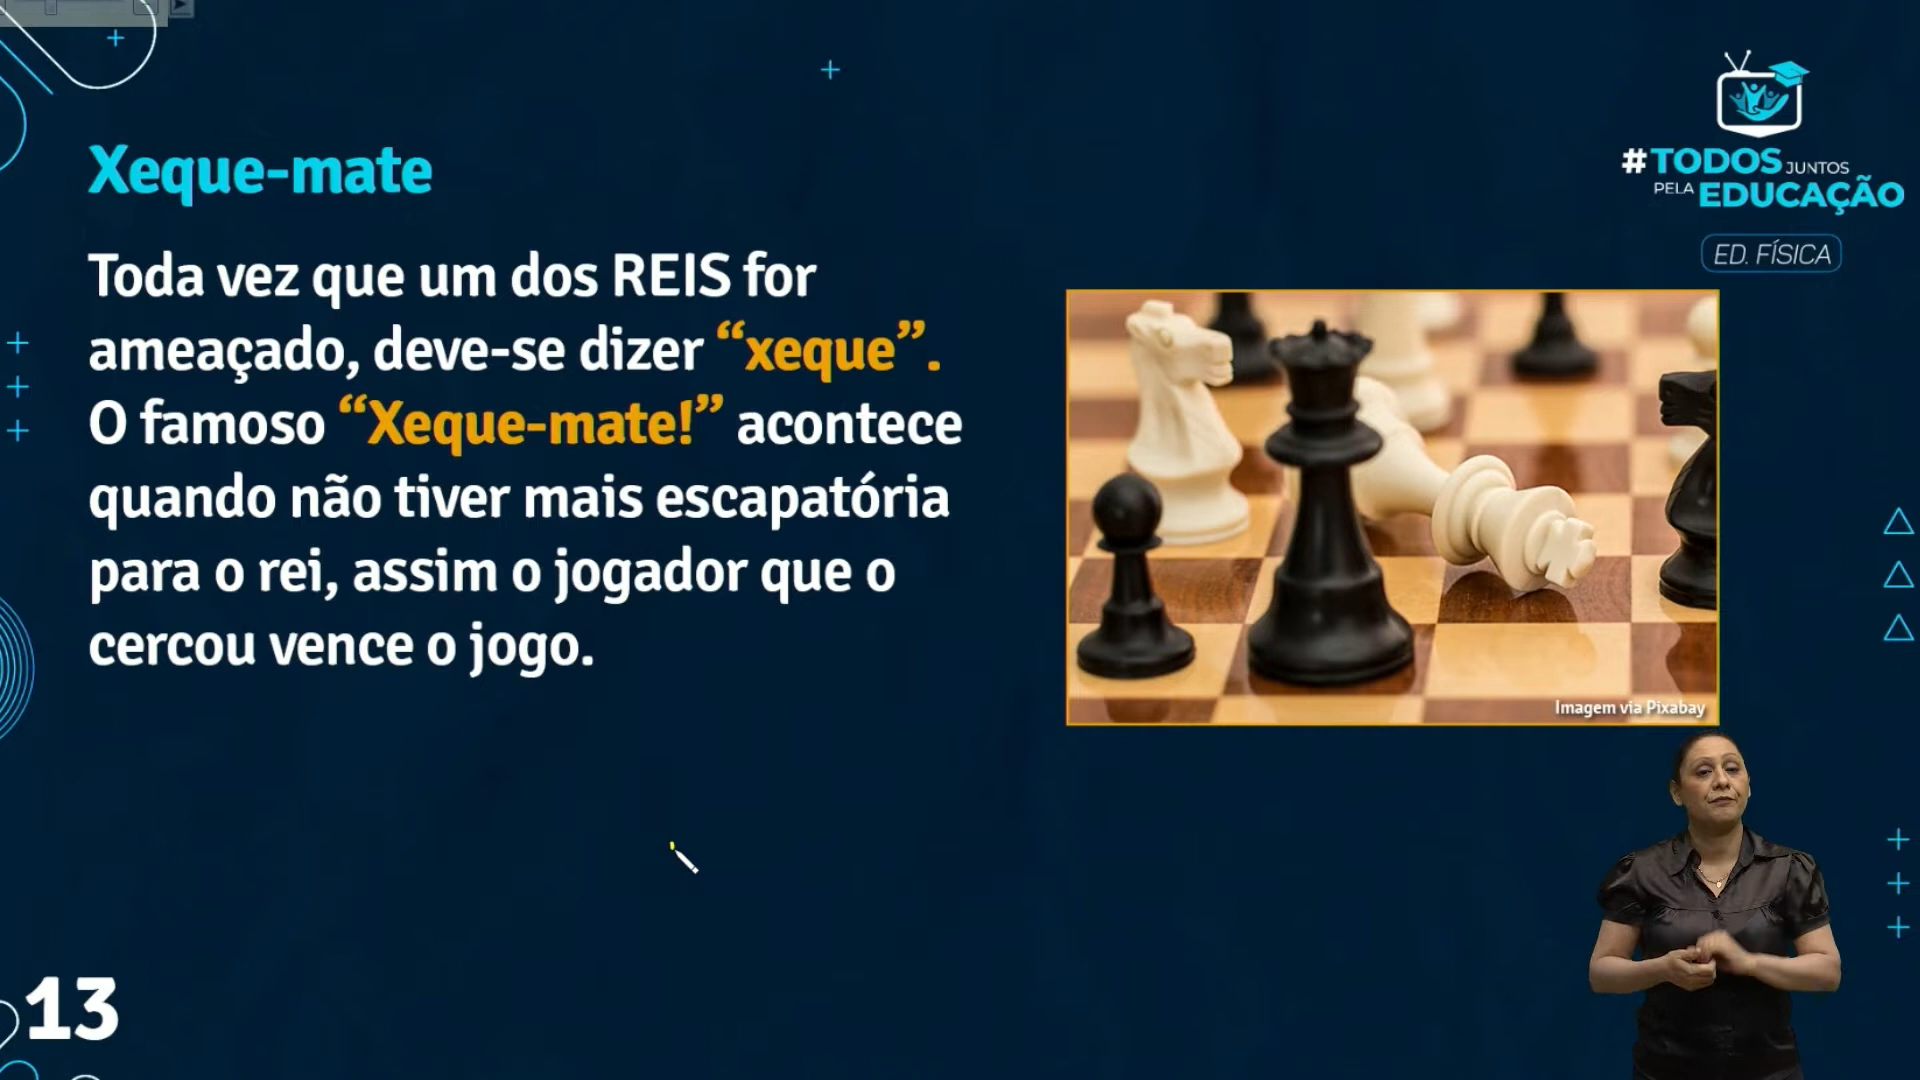 Xeque-mate
Toda vez que um dos REIS for
ameaçado, deve-se dizer “xeque”.
O famoso “Xeque-mate!” acontece
quando não tiver mais escapatória
para o rei, assim o jogador que o
cercou vence o jogo.
#TODOS JUNTOS
PELA EDUCAÇÃO
ED. FÍSICA
Imagem via Pixabay
13